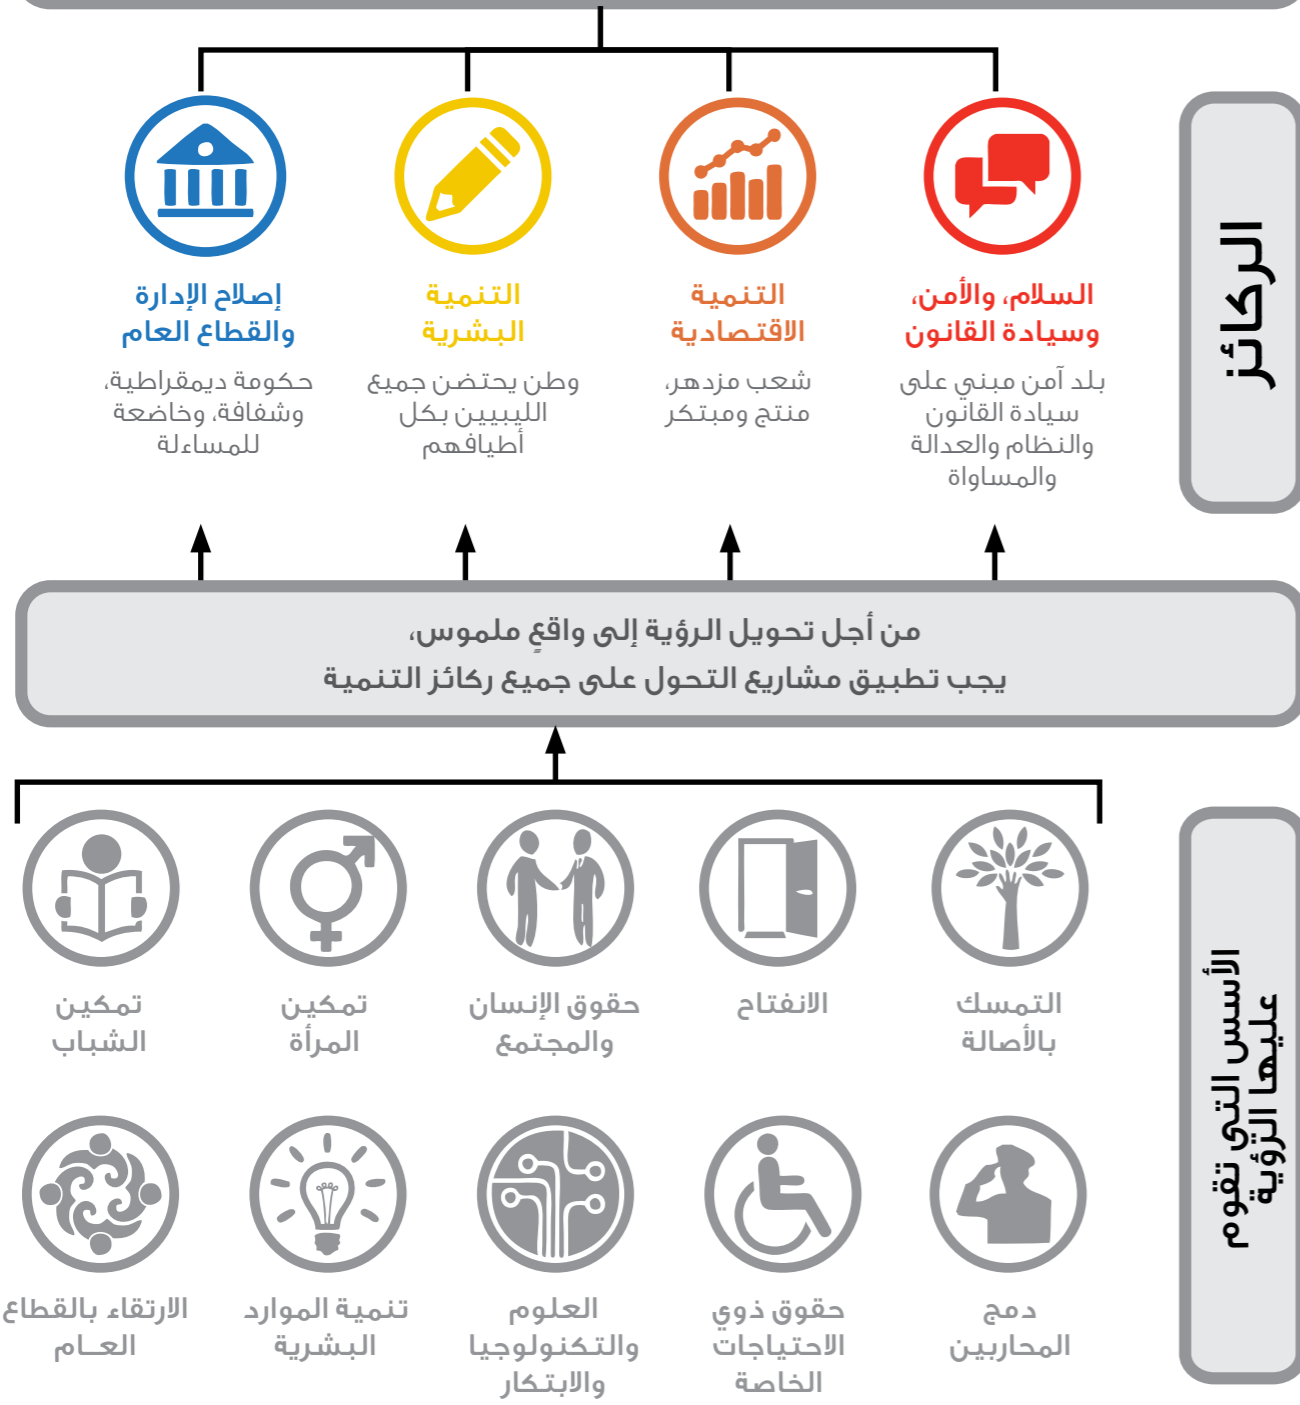 الركائز
السلام، والأمن،
وسيادة القانون
بلد آمن مبني على
سيادة القانون
والنظام والعدالة
والمساواة
التنمية
الاقتصادية
شعب مزدهر،
منتج ومبتكر
التنمية
البشرية
وطن يحتضن جميع
الليبيين بكل
أطيافهم
إصلاح الإدارة
والقطاع العام
حكومة ديمقراطية،
وشفافة، وخاضعة
للمساءلة
من أجل تحويل الرؤية إلى واقعٍ ملموس،
يجب تطبيق مشاريع التحول على جميع ركائز التنمية
الأسس التي تقوم
عليها الرؤية
التمسك
بالأصالة
الانفتاح
حقوق الإنسان
والمجتمع
تمكين
المرأة
تمكين
الشباب
دمج
المحاربين
حقوق ذوي
الاحتياجات
الخاصة
العلوم
والتكنولوجيا
والابتكار
تنمية الموارد
البشرية
الارتقاء بالقطاع
العــام